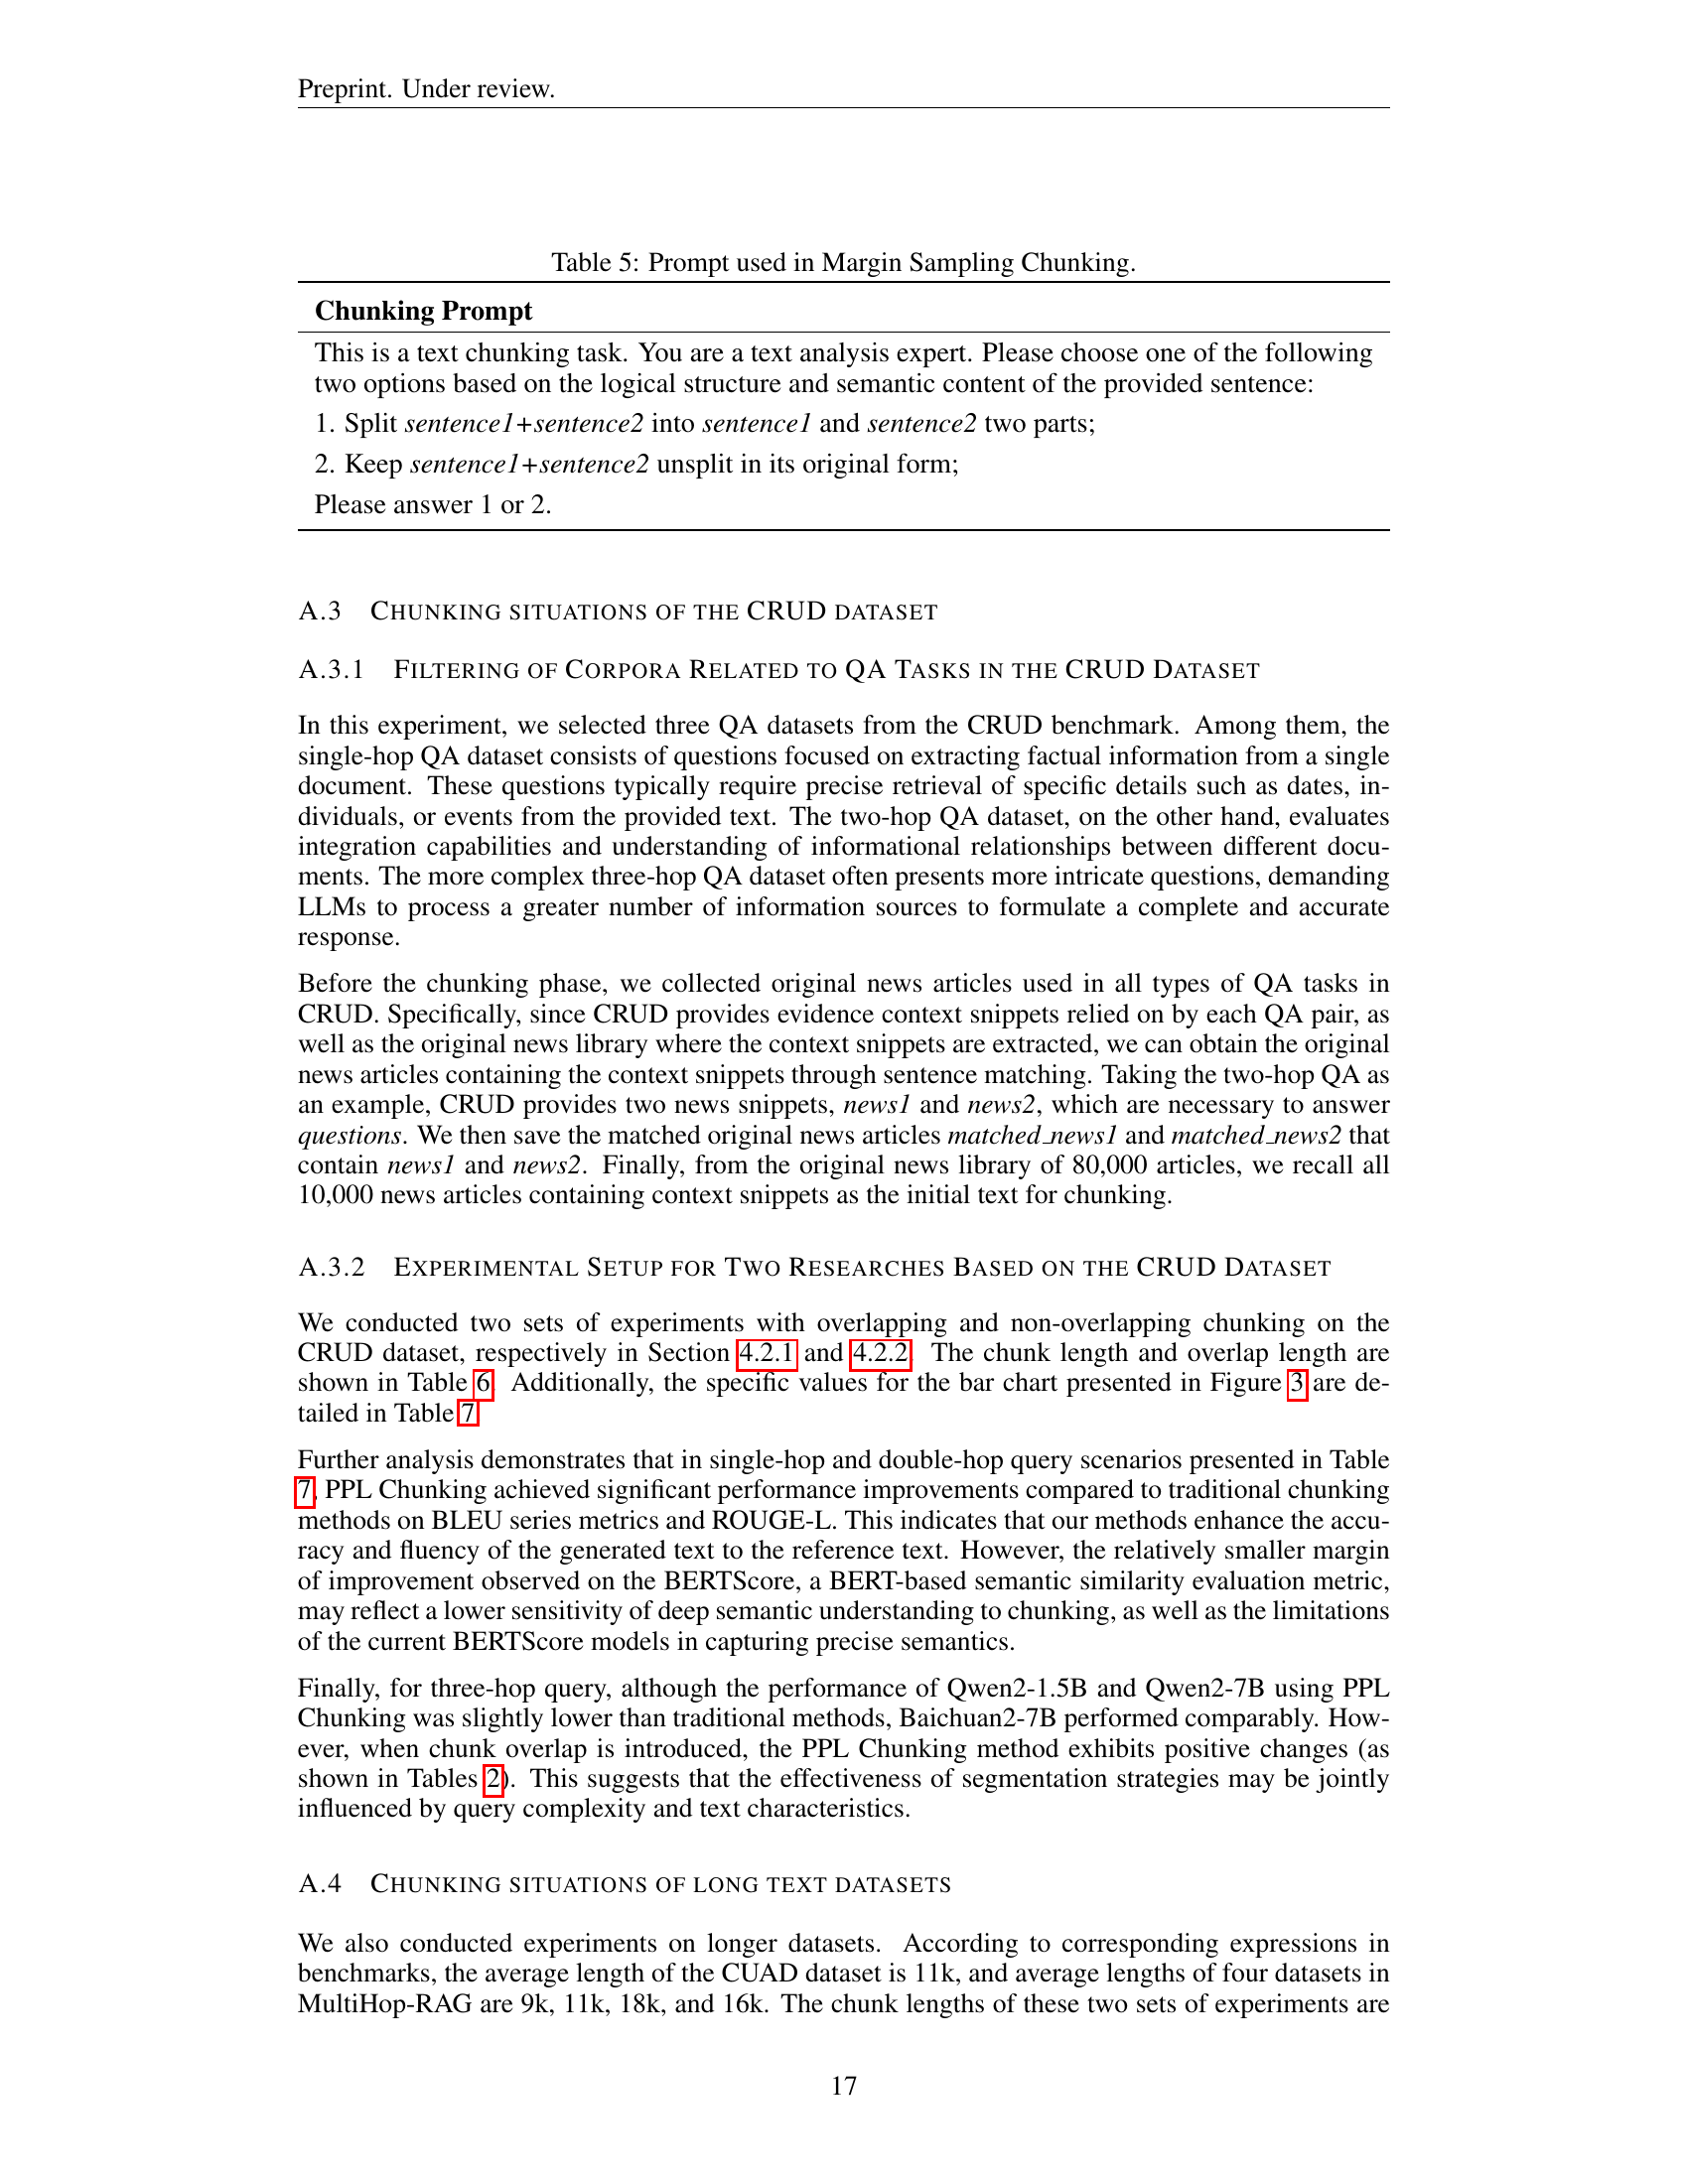 Preprint. Under review.
Table 5: Prompt used in Margin Sampling Chunking.
Chunking Prompt
This is a text chunking task. You are a text analysis expert. Please choose one of the following
two options based on the logical structure and semantic content of the provided sentence:
1. Split sentence1+sentence2 into sentence1 and sentence2 two parts;
2. Keep sentence1+sentence2 unsplit in its original form;
Please answer 1 or 2.
A.3 CHUNKING SITUATIONS OF THE CRUD DATASET
A.3.1 FILTERING OF CORPORA RELATED TO QA TASKS IN THE CRUD DATASET
In this experiment, we selected three QA datasets from the CRUD benchmark. Among them, the
single-hop QA dataset consists of questions focused on extracting factual information from a single
document. These questions typically require precise retrieval of specific details such as dates, in-
dividuals, or events from the provided text. The two-hop QA dataset, on the other hand, evaluates
integration capabilities and understanding of informational relationships between different docu-
ments. The more complex three-hop QA dataset often presents more intricate questions, demanding
LLMs to process a greater number of information sources to formulate a complete and accurate
response.
Before the chunking phase, we collected original news articles used in all types of QA tasks in
CRUD. Specifically, since CRUD provides evidence context snippets relied on by each QA pair, as
well as the original news library where the context snippets are extracted, we can obtain the original
news articles containing the context snippets through sentence matching. Taking the two-hop QA as
an example, CRUD provides two news snippets, news1 and news2, which are necessary to answer
questions. We then save the matched original news articles matched_news1 and matched_news2 that
contain news1 and news2. Finally, from the original news library of 80,000 articles, we recall all
10,000 news articles containing context snippets as the initial text for chunking.
A.3.2 EXPERIMENTAL SETUP FOR TWO RESEARCHES BASED ON THE CRUD DATASET
We conducted two sets of experiments with overlapping and non-overlapping chunking on the
CRUD dataset, respectively in Section 4.2.1 and 4.2.2. The chunk length and overlap length are
shown in Table 6. Additionally, the specific values for the bar chart presented in Figure 3 are de-
tailed in Table 7.
Further analysis demonstrates that in single-hop and double-hop query scenarios presented in Table
7, PPL Chunking achieved significant performance improvements compared to traditional chunking
methods on BLEU series metrics and ROUGE-L. This indicates that our methods enhance the accu-
racy and fluency of the generated text to the reference text. However, the relatively smaller margin
of improvement observed on the BERTScore, a BERT-based semantic similarity evaluation metric,
may reflect a lower sensitivity of deep semantic understanding to chunking, as well as the limitations
of the current BERTScore models in capturing precise semantics.
Finally, for three-hop query, although the performance of Qwen2-1.5B and Qwen2-7B using PPL
Chunking was slightly lower than traditional methods, Baichuan2-7B performed comparably. How-
ever, when chunk overlap is introduced, the PPL Chunking method exhibits positive changes (as
shown in Tables 2). This suggests that the effectiveness of segmentation strategies may be jointly
influenced by query complexity and text characteristics.
A.4 CHUNKING SITUATIONS OF LONG TEXT DATASETS
We also conducted experiments on longer datasets. According to corresponding expressions in
benchmarks, the average length of the CUAD dataset is 11k, and average lengths of four datasets in
MultiHop-RAG are 9k, 11k, 18k, and 16k. The chunk lengths of these two sets of experiments are
17